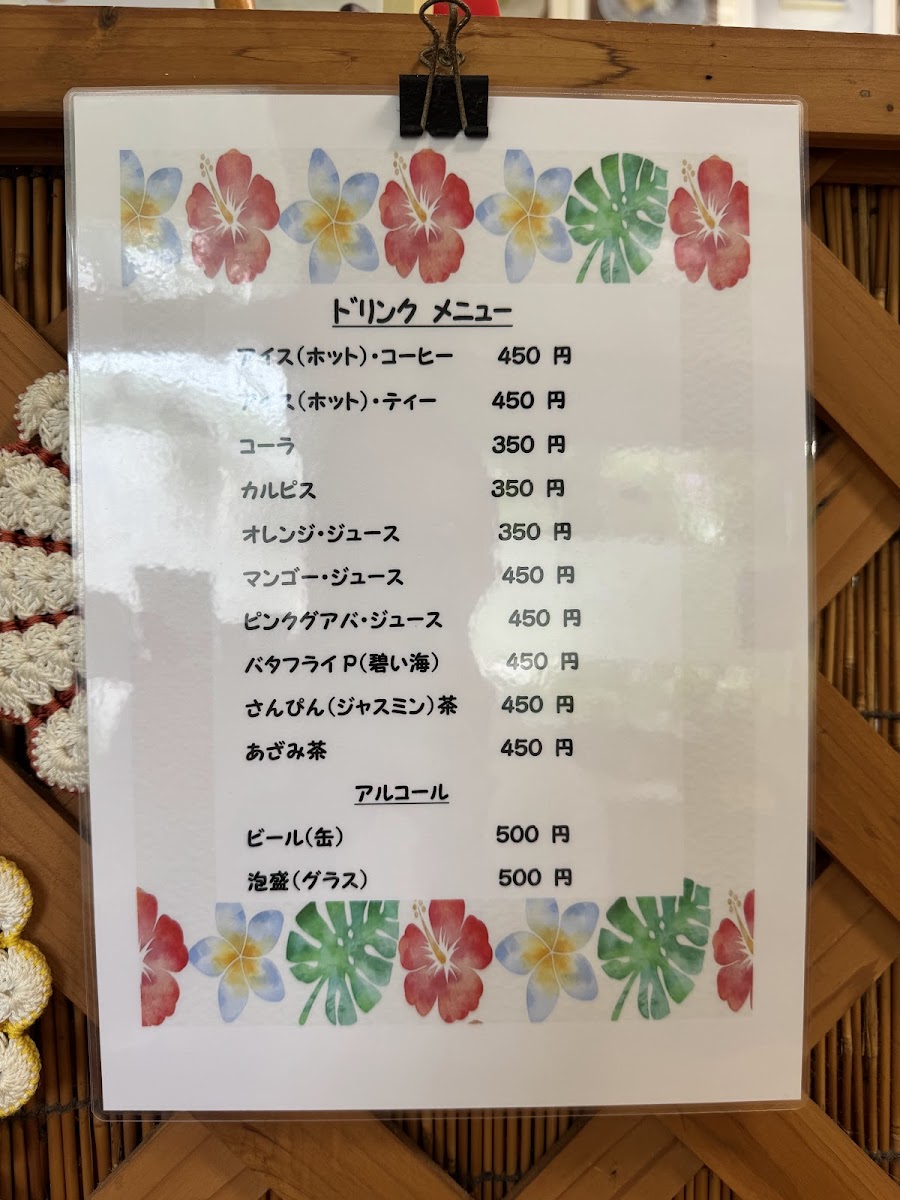 ドリンク メニュー
アイス(ホット)・コーヒー 450 円
アイス(ホット)・ティー 450 円
コーラ 350 円
カルピス 350 円
オレンジ・ジュース 350 円
マンゴー・ジュース 450 円
ピンクグアバ・ジュース 450 円
バタフライP(碧い海) 450 円
さんぴん(ジャスミン)茶 450 円
あざみ茶 450 円
アルコール
ビール(缶) 500 円
泡盛(グラス) 500 円